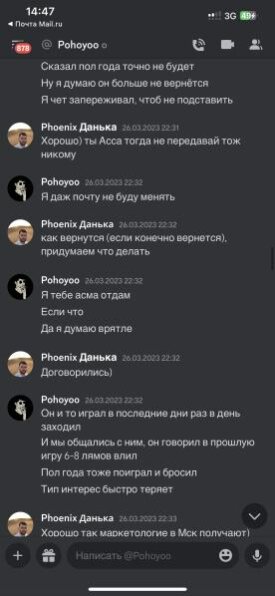 14:47
3G 49
Почта Mail.ru
878
@ Pohoyoo
Сказал пол года точно не будет
Ну я думаю он больше не вернётся
Я чет запереживал, чтоб не подставить
Phoenix Данька 26.03.2023 22:31
Хорошо) ты Асса тогда не передавай тож
никому
Pohoyoo 26.03.2023 22:32
Я даж почту не буду менять
Phoenix Данька 26.03.2023 22:32
как вернутся (если конечно вернется),
придумаем что делать
Pohoyoo 26.03.2023 22:32
Я тебе асма отдам
Если что
Да я думаю врятле
Phoenix Данька 26.03.2023 22:32
Договорились)
Pohoyoo 26.03.2023 22:32
Он и то играл в последние дни раз в день
заходил
И мы общались с ним, он говорил в прошлую
игру 6-8 лямов влил
Пол года тоже поиграл и бросил
Тип интерес быстро теряет
Phoenix Данька 26.03.2023 22:33
Хорошо так маркетологие в Мск получают)
Написать @Pohoyoo